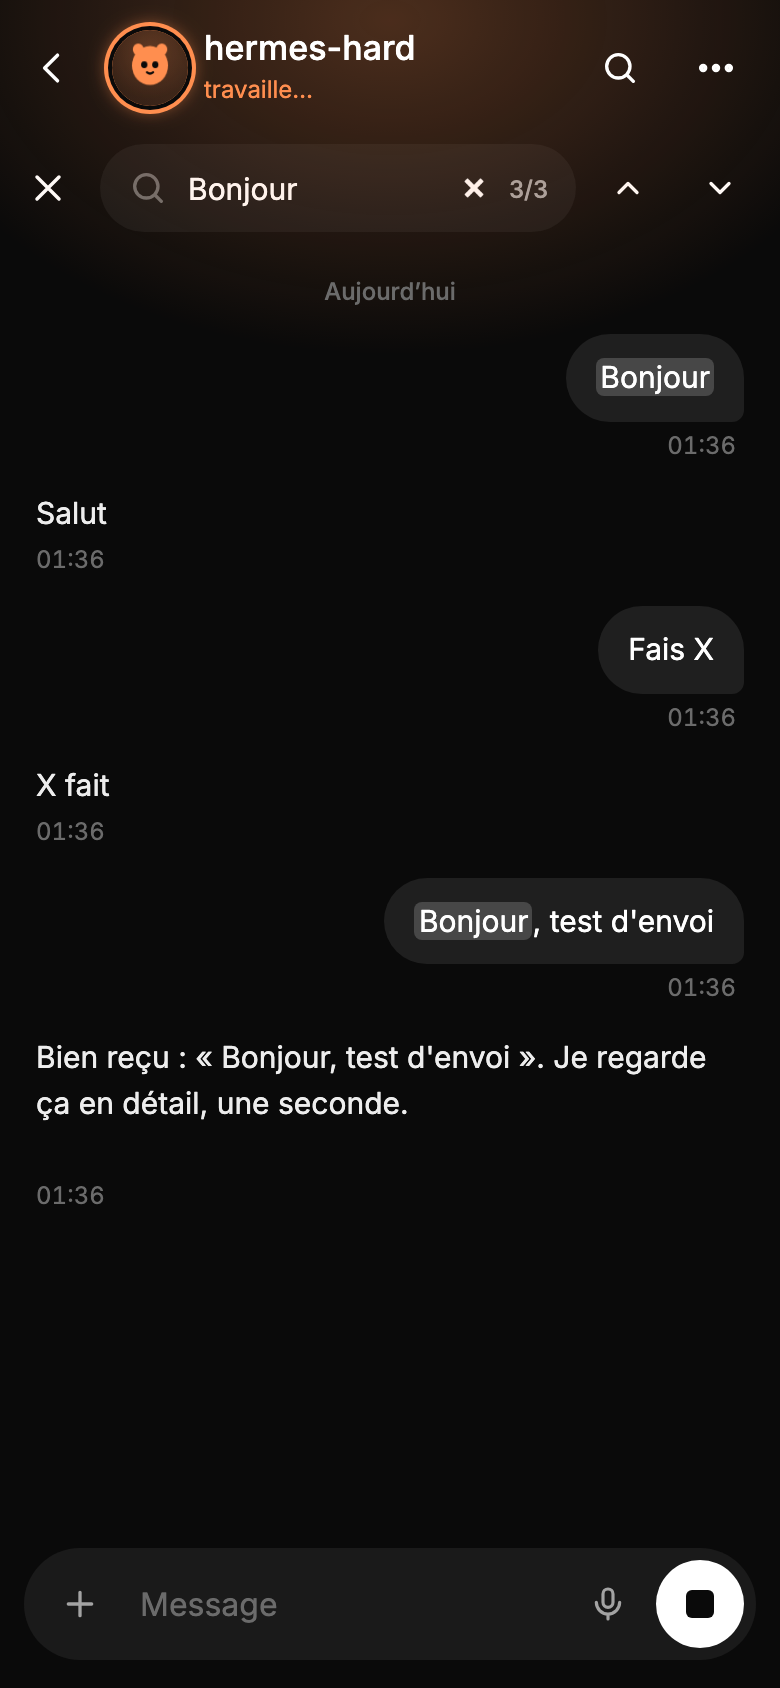 hermes-hard
travaille...
Bonjour 3/3
Aujourd’hui
Bonjour
01:36
Salut
01:36
Fais X
01:36
X fait
01:36
Bonjour, test d'envoi
01:36
Bien reçu : « Bonjour, test d'envoi ». Je regarde
ça en détail, une seconde.
01:36
Message